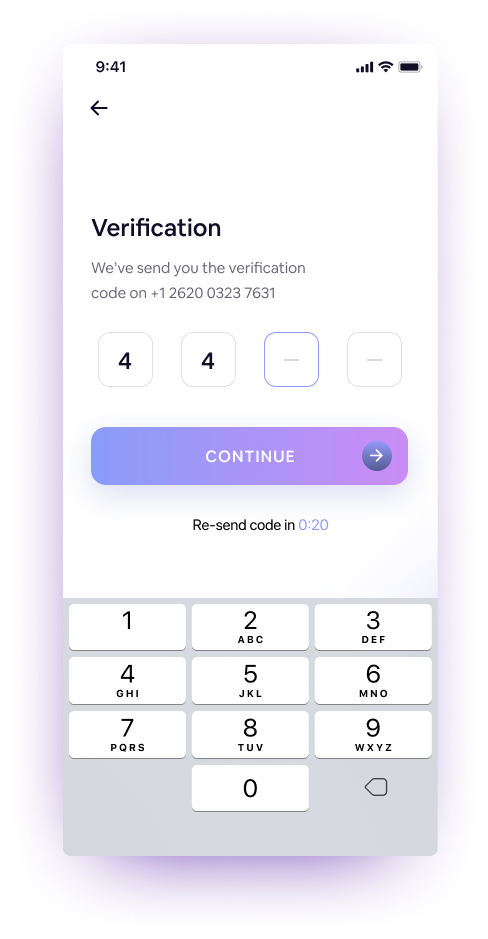 9:41
Verification
We've send you the verification
code on +1 2620 0323 7631
4 4 — —
CONTINUE
Re-send code in 0:20
1 2 3
ABC DEF
4 5 6
GHI JKL MNO
7 8 9
PQRS TUV WXYZ
0